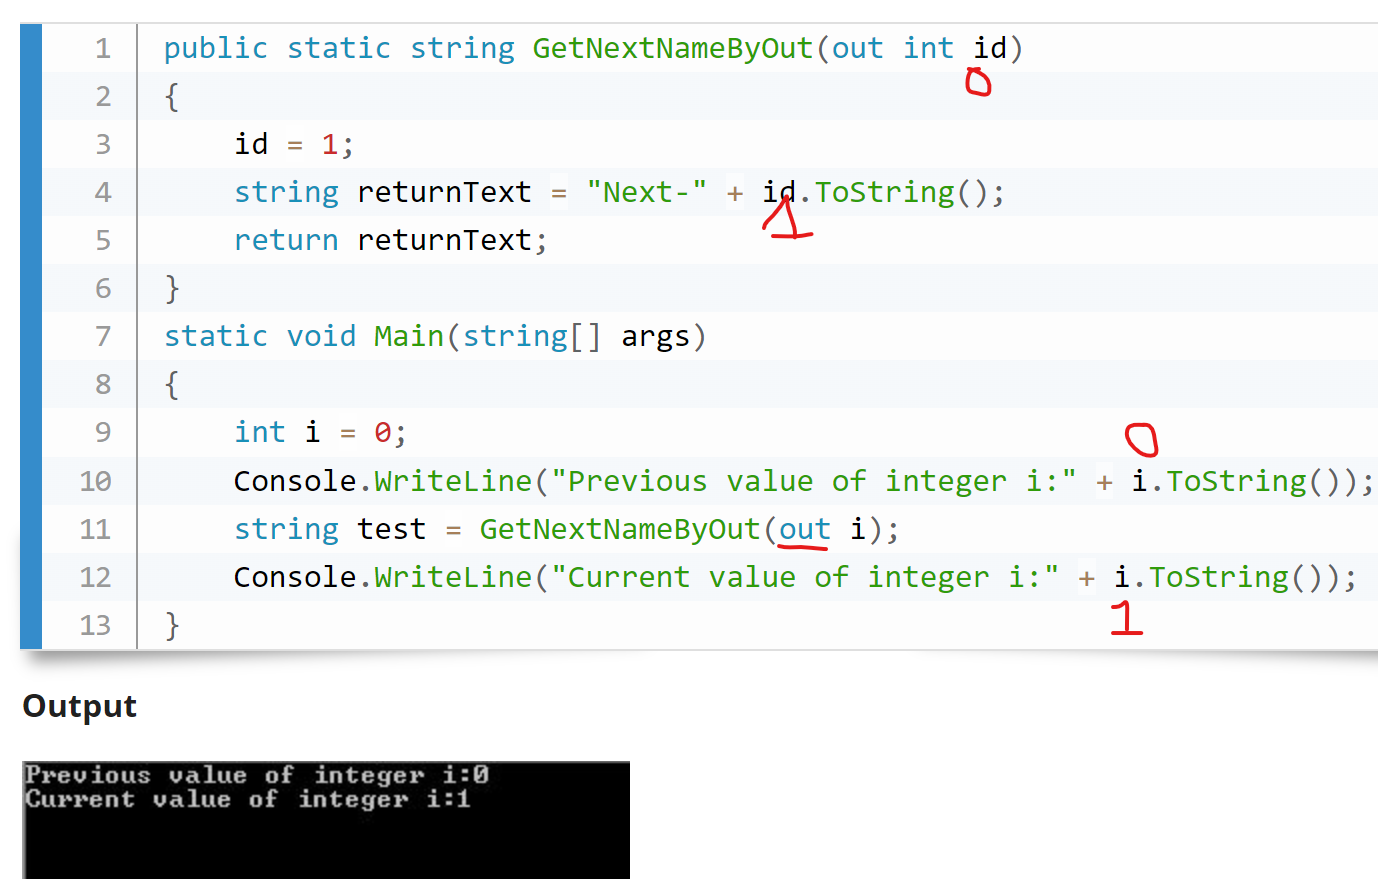 1 public static string GetNextNameByOut(out int id)
0
2 {
3 id = 1;
4 string returnText = "Next-" + id.ToString();
1
5 return returnText;
6 }
7 static void Main(string[] args)
8 {
9 int i = 0;
0
10 Console.WriteLine("Previous value of integer i:" + i.ToString());
11 string test = GetNextNameByOut(out i);
12 Console.WriteLine("Current value of integer i:" + i.ToString());
1
13 }
Output
Previous value of integer i:0
Current value of integer i:1